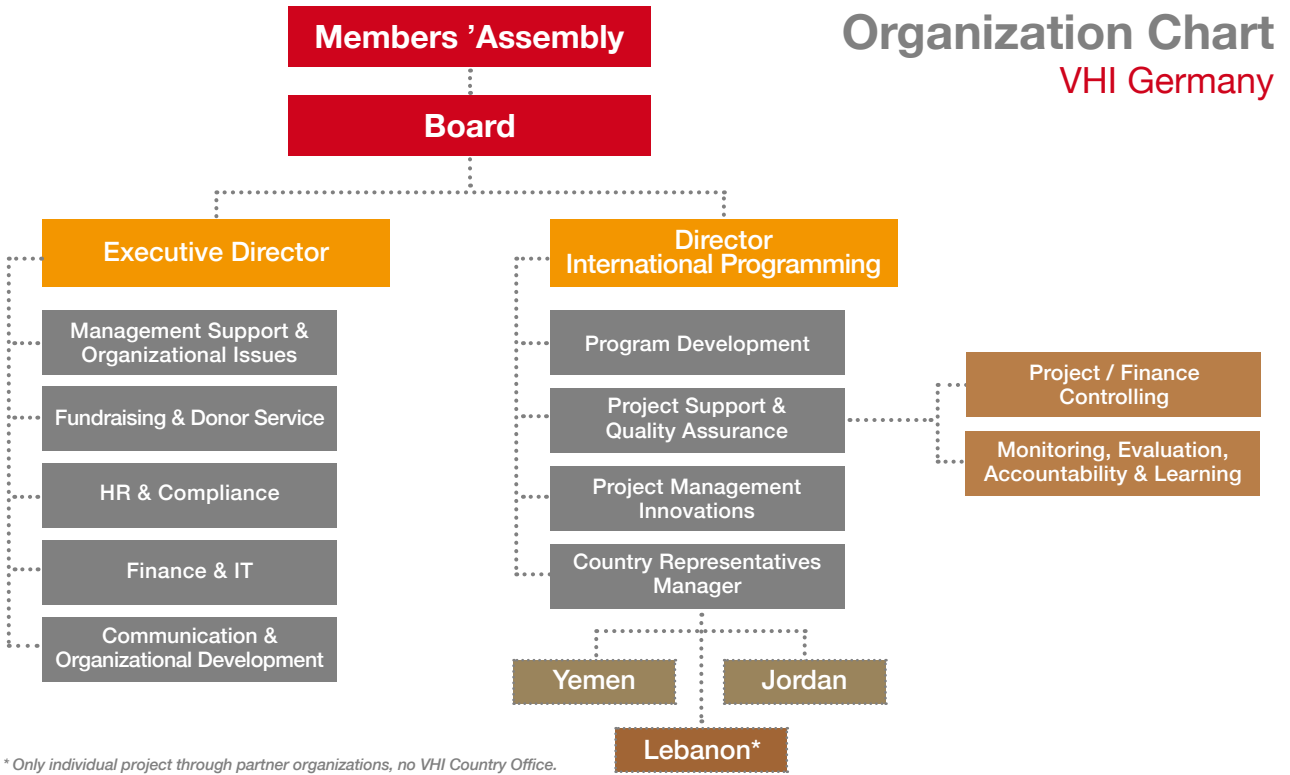 Organization Chart
VHI Germany
Members ’Assembly
Board
Executive Director
Management Support &
Organizational Issues
Fundraising & Donor Service
HR & Compliance
Finance & IT
Communication &
Organizational Development
Director
International Programming
Program Development
Project Support &
Quality Assurance
Project / Finance
Controlling
Monitoring, Evaluation,
Accountability & Learning
Project Management
Innovations
Country Representatives
Manager
Yemen
Jordan
Lebanon*
* Only individual project through partner organizations, no VHI Country Office.